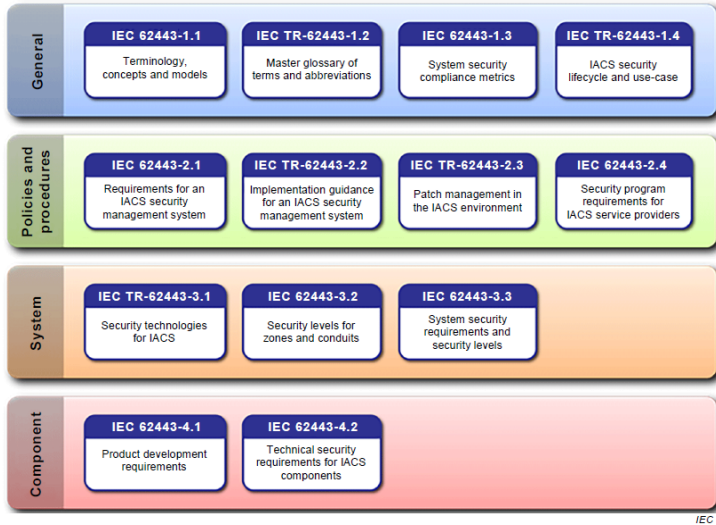 General
IEC 62443-1.1
Terminology,
concepts and models
IEC TR-62443-1.2
Master glossary of
terms and abbreviations
IEC 62443-1.3
System security
compliance metrics
IEC TR-62443-1.4
IACS security
lifecycle and use-case
Policies and
procedures
IEC 62443-2.1
Requirements for an
IACS security
management system
IEC TR-62443-2.2
Implementation guidance
for an IACS security
management system
IEC TR-62443-2.3
Patch management in
the IACS environment
IEC 62443-2.4
Security program
requirements for
IACS service providers
System
IEC TR-62443-3.1
Security technologies
for IACS
IEC 62443-3.2
Security levels for
zones and conduits
IEC 62443-3.3
System security
requirements and
security levels
Component
IEC 62443-4.1
Product development
requirements
IEC 62443-4.2
Technical security
requirements for IACS
components
IEC